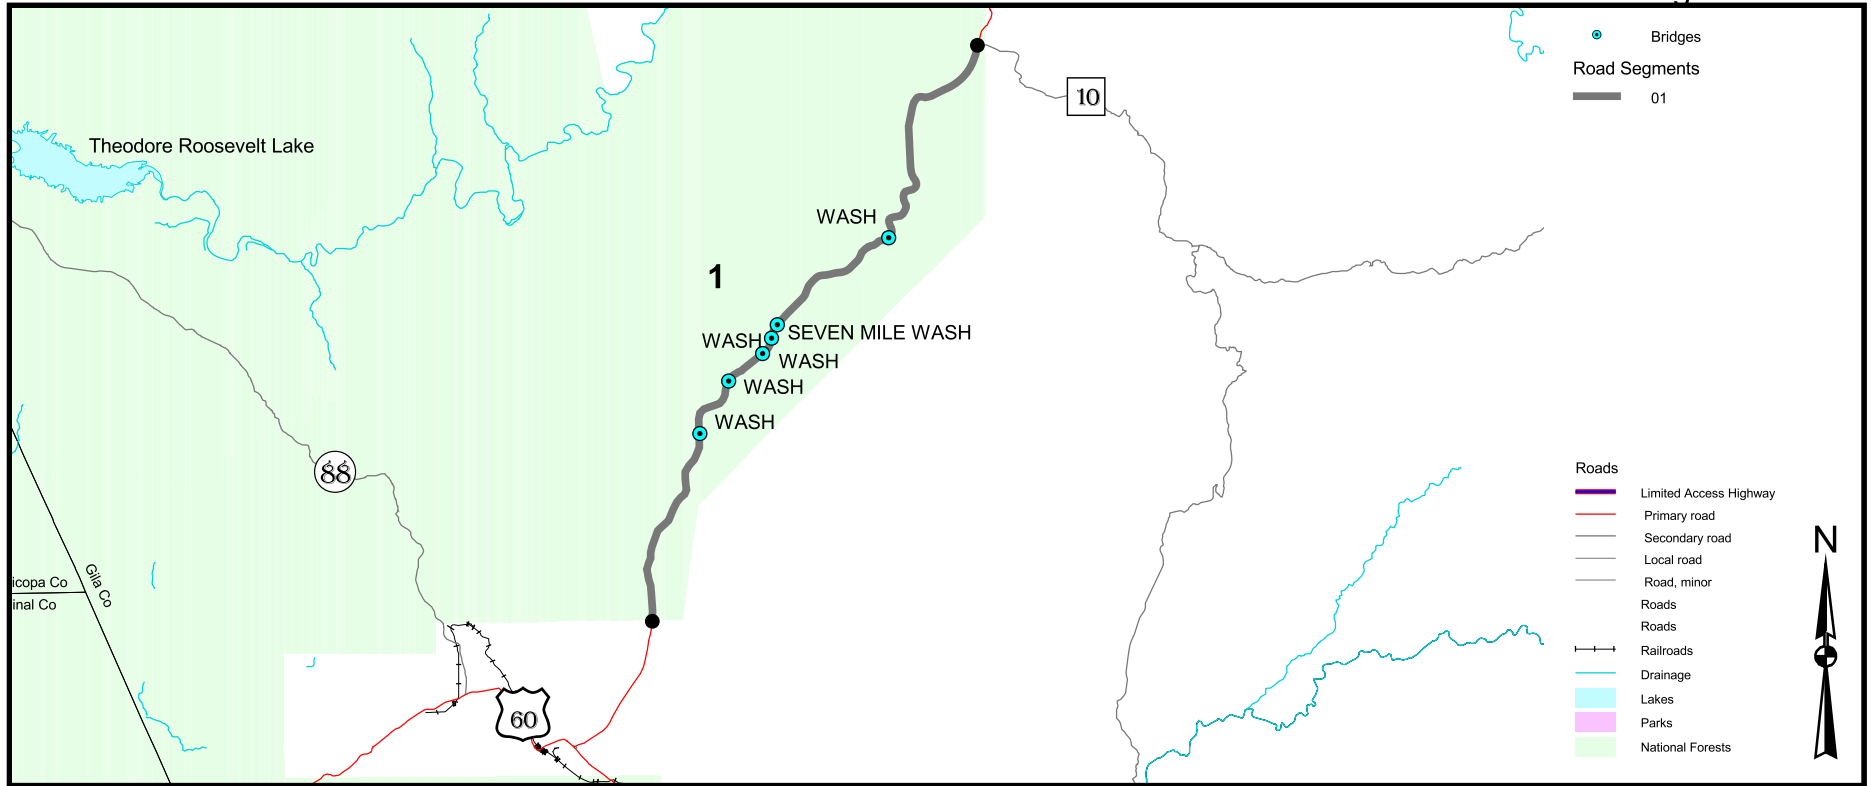 Bridges
Road Segments
01
10
Theodore Roosevelt Lake
WASH
1
SEVEN MILE WASH
WASH
WASH
WASH
WASH
88
Gila Co
icopa Co
inal Co
60
Roads
Limited Access Highway
Primary road
Secondary road
Local road
Road, minor
Roads
Roads
Railroads
Drainage
Lakes
Parks
National Forests
N